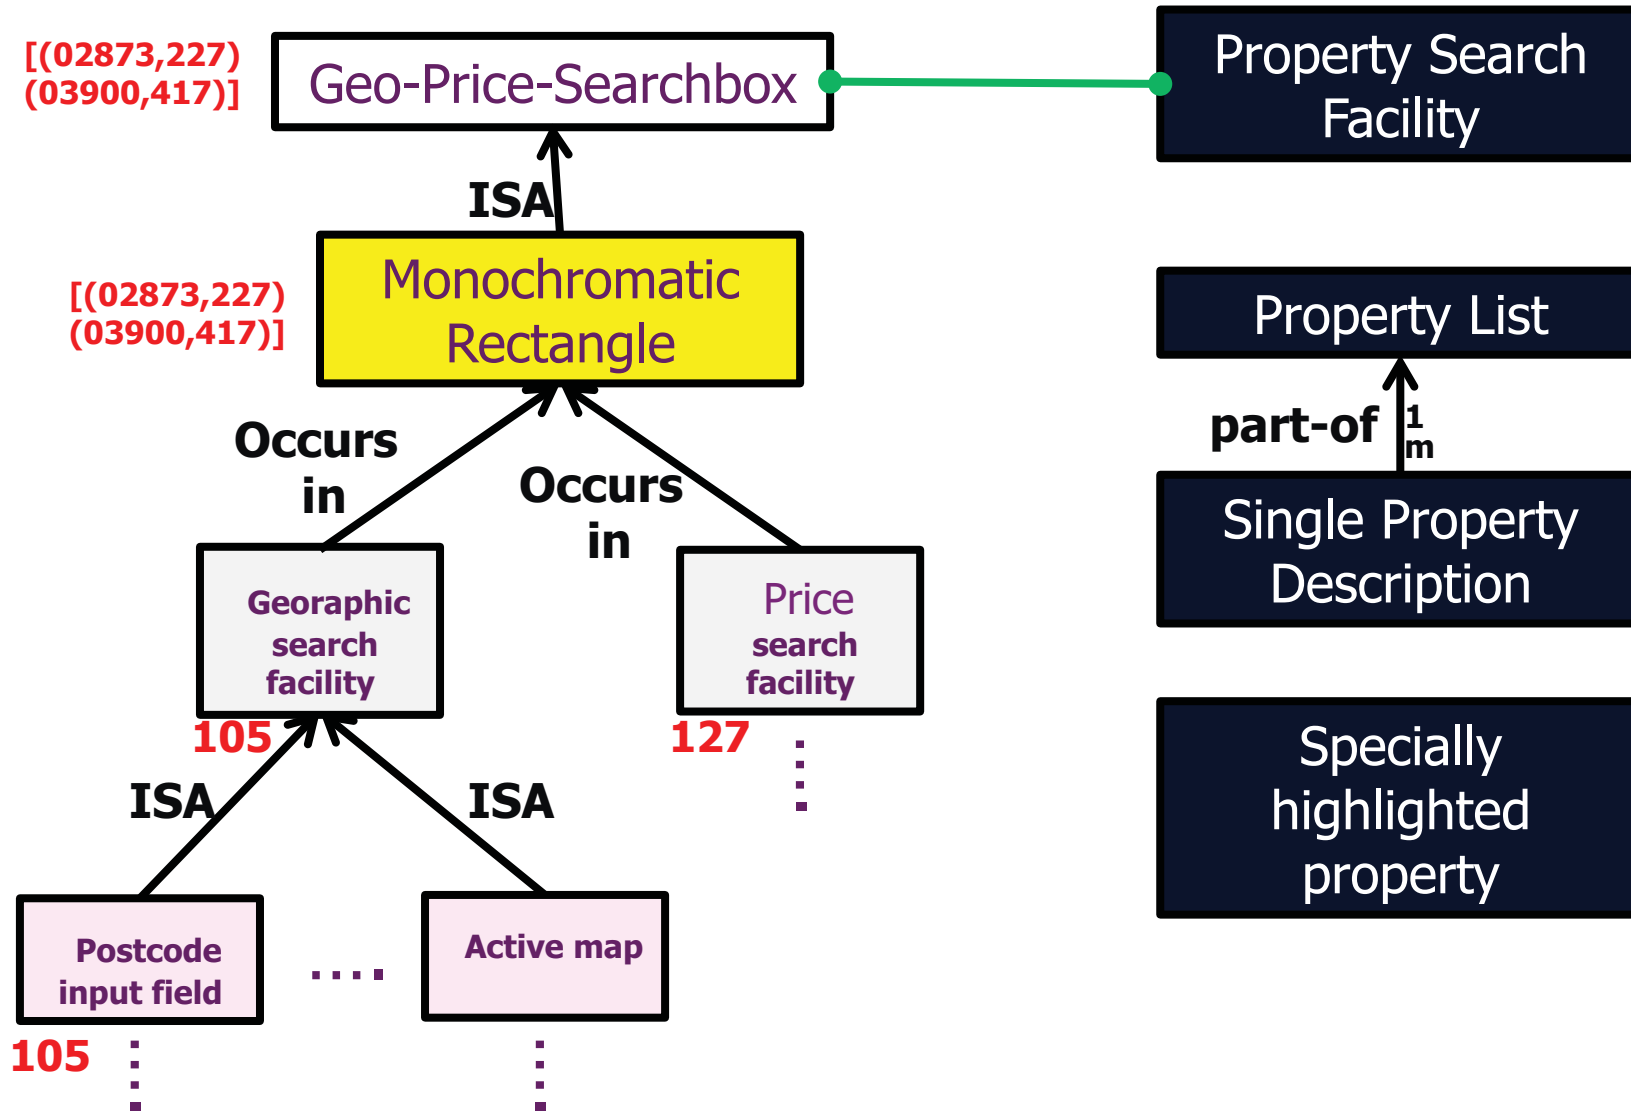 [(02873,227)
(03900,417)]
Geo-Price-Searchbox
Property Search
Facility
ISA
[(02873,227)
(03900,417)]
Monochromatic
Rectangle
Property List
part-of
1
m
Occurs
in
Occurs
in
Single Property
Description
Georaphic
search
facility
105
Price
search
facility
127
Specially
highlighted
property
ISA
ISA
Postcode
input field
105
Active map